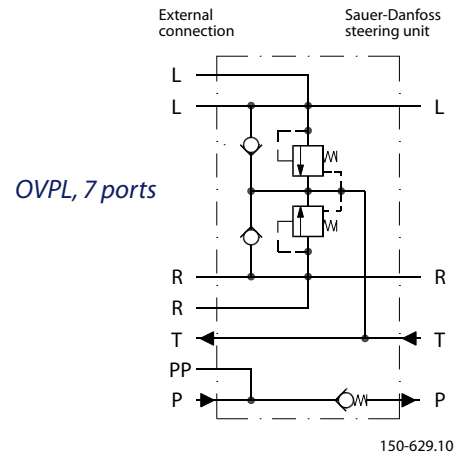 External Sauer-Danfoss
connection steering unit
L
L L
OVPL, 7 ports
R R
R
T T
PP
P P
150-629.10